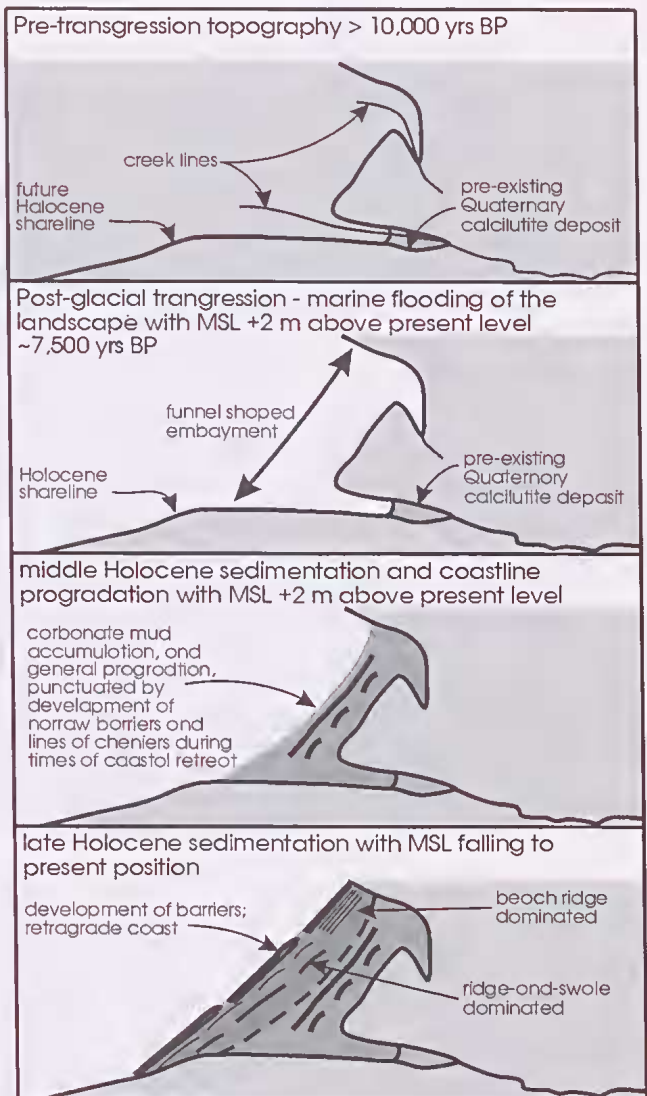 Pre-transgression topography > 10,000 yrs BP
creek lines
future
Halocene
shareline
pre-existing
Quaternary
calcilutite deposit
Post-glacial trangression - marine flooding of the
landscape with MSL +2 m above present level
~7,500 yrs BP
funnel shoped
embayment
Holocene
shareline
pre-existing
Quaternory
calcilutite deposit
middle Holocene sedimentation and coastline
progradation with MSL +2 m above present level
corbonate mud
accumulotion, ond
general progrodtion,
punctuated by
development of
norraw borriers ond
lines of cheniers during
times of caastol retreot
late Holocene sedimentation with MSL falling to
present position
development of barriers;
retragrade coast
beoch ridge
dominated
ridge-ond-swole
dominated